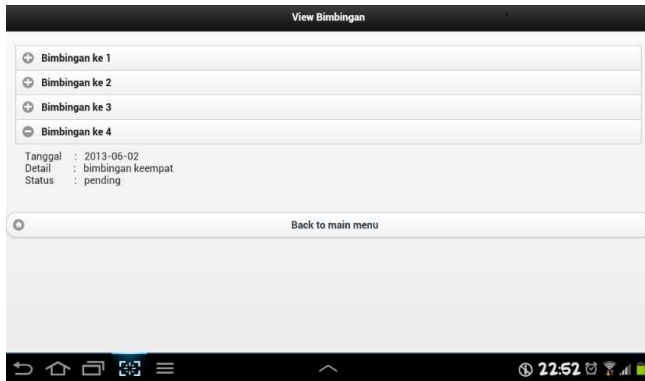 View Bimbingan
Bimbingan ke 1
Bimbingan ke 2
Bimbingan ke 3
Bimbingan ke 4
Tanggal : 2013-06-02
Detail : bimbingan keempat
Status : pending
Back to main menu
22:52